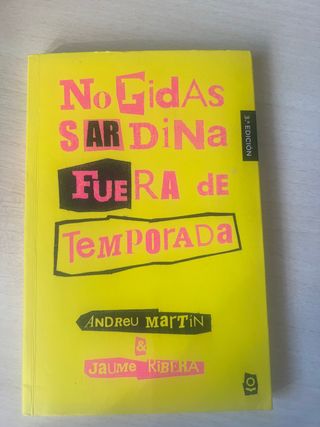 No Pidas
SARDiNa
FUERA de
TemPORaDa
3.ª EDICIÓN
ANDReU MaRTíN
&
JaUMe RiBeRa